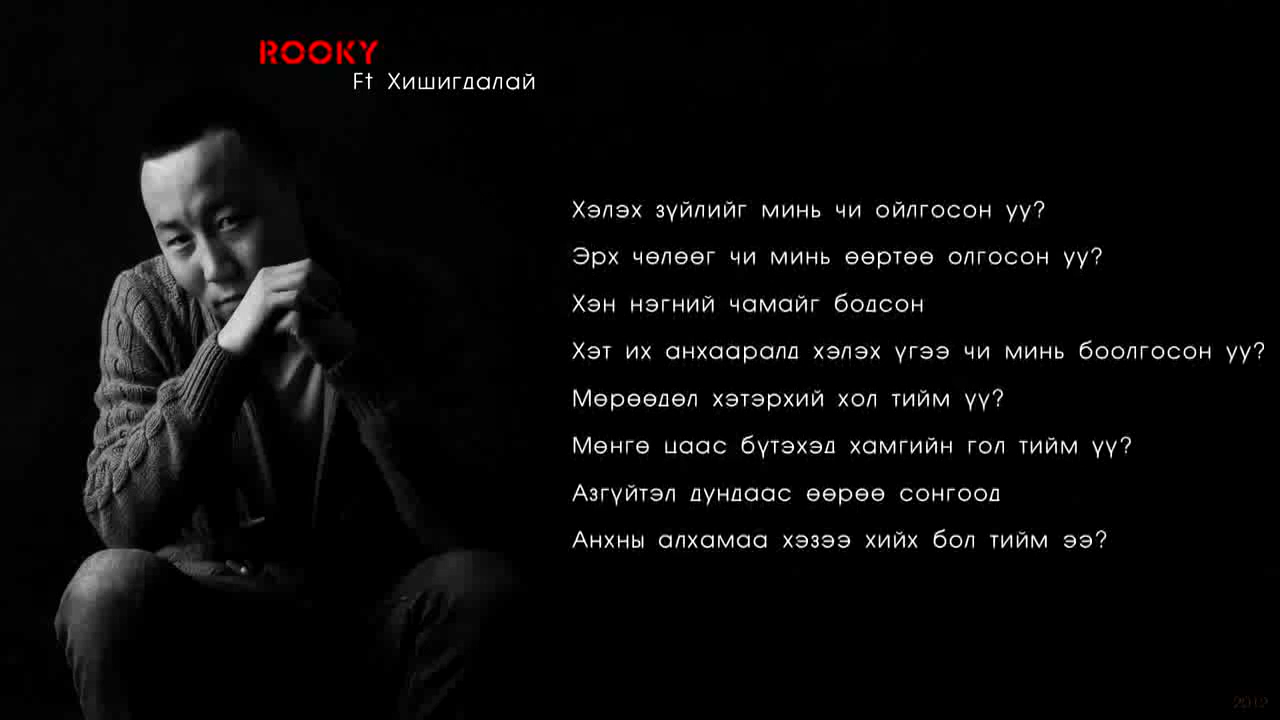 ROOKY
Ft Хишигдалай
Хэлэх зүйлийг минь чи ойлгосон уу?
Эрх чөлөөг чи минь өөртөө олгосон уу?
Хэн нэгний чамайг бодсон
Хэт их анхааралд хэлэх үгээ чи минь боолгосон уу?
Мөрөөдөл хэтэрхий хол тийм үү?
Мөнгө цаас бүтэхэд хамгийн гол тийм үү?
Азгүйтэл дундаас өөрөө сонгоод
Анхны алхамаа хэзээ хийх бол тийм ээ?
2012